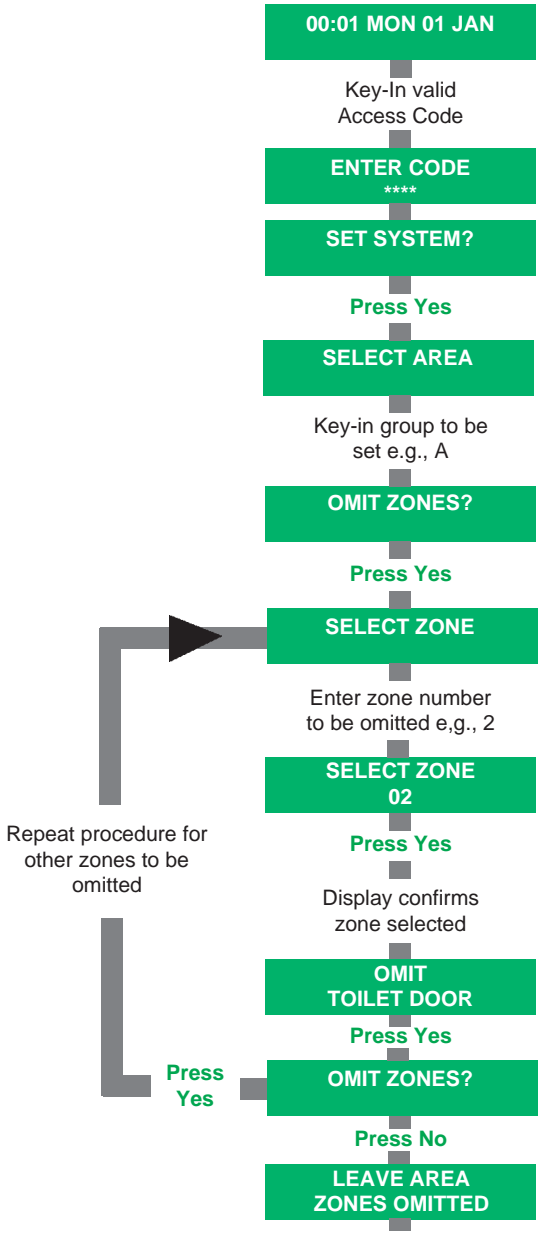 00:01 MON 01 JAN
Key-In valid
Access Code
ENTER CODE
****
SET SYSTEM?
Press Yes
SELECT AREA
Key-in group to be
set e.g., A
OMIT ZONES?
Press Yes
SELECT ZONE
Enter zone number
to be omitted e,g., 2
SELECT ZONE
02
Press Yes
Repeat procedure for
other zones to be
omitted
Display confirms
zone selected
OMIT
TOILET DOOR
Press Yes
OMIT ZONES?
Press
Yes
Press No
LEAVE AREA
ZONES OMITTED